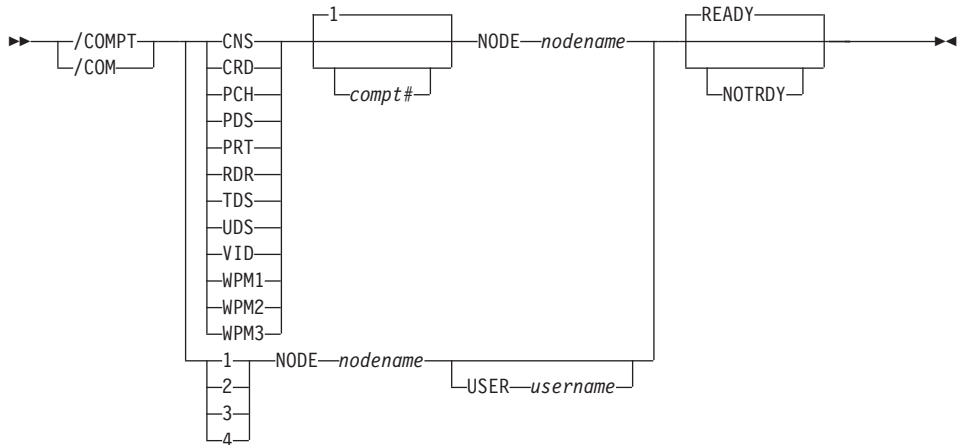 1 READY
/COMPT CNS NODE nodename
/COM CRD compt# NOTRDY
PCH
PDS
PRT
RDR
TDS
UDS
VID
WPM1
WPM2
WPM3
1 NODE nodename
2 USER username
3
4